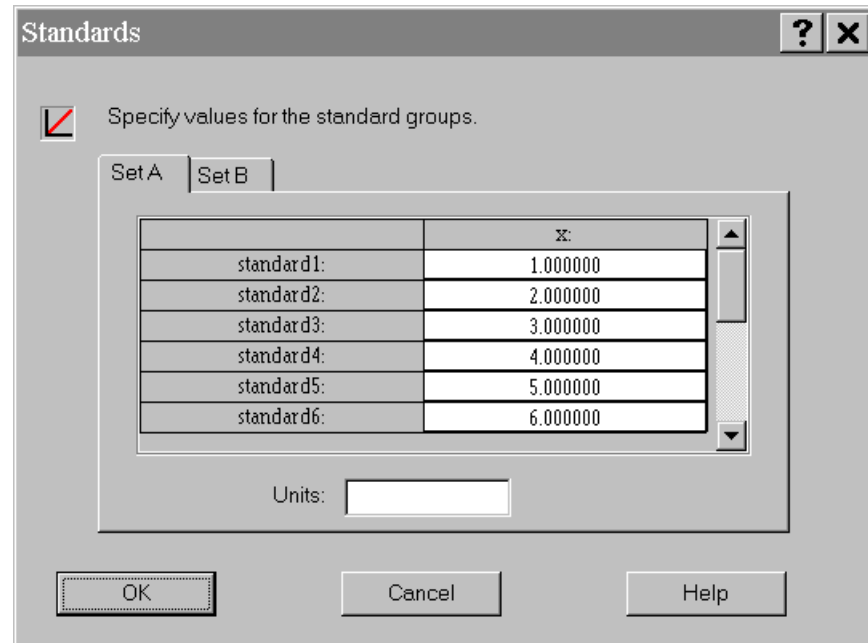 Standards
Specify values for the standard groups.
Set A Set B
x:
standard1: 1.000000
standard2: 2.000000
standard3: 3.000000
standard4: 4.000000
standard5: 5.000000
standard6: 6.000000
Units:
OK Cancel Help